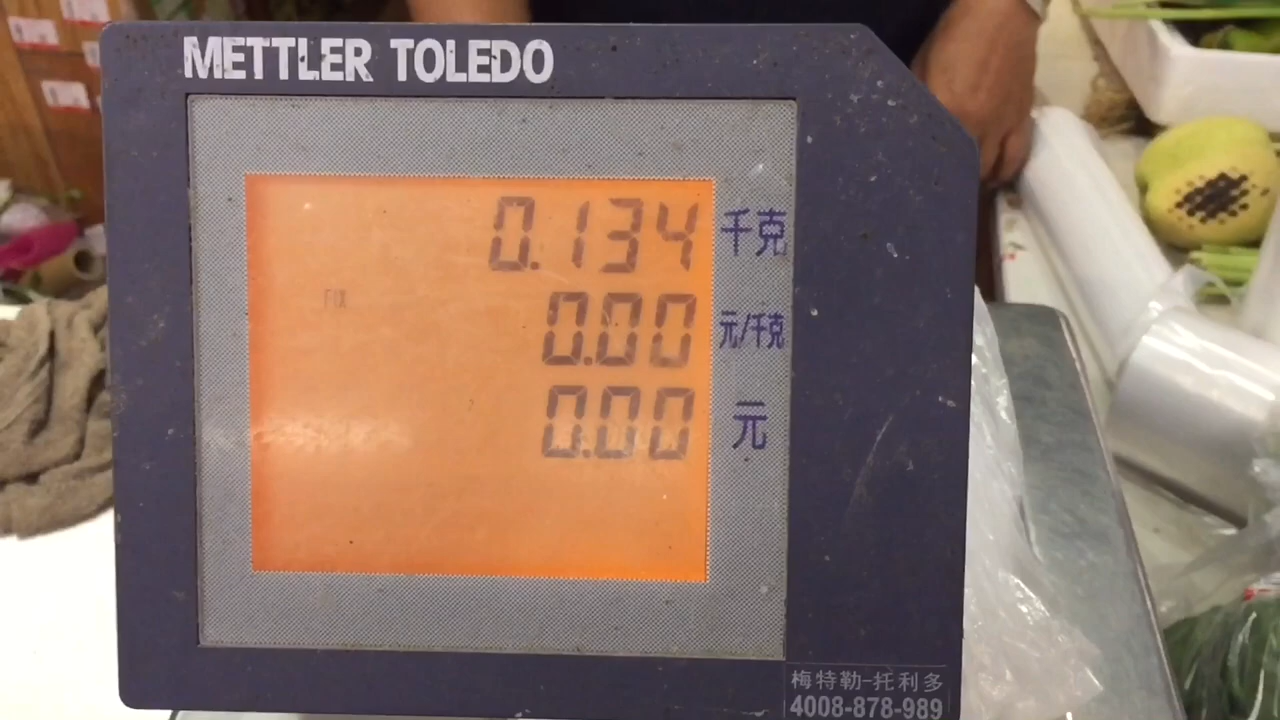 METTLER TOLEDO
0.134 千克
FIX
0.00 元/千克
0.00 元
梅特勒-托利多
4008-878-989